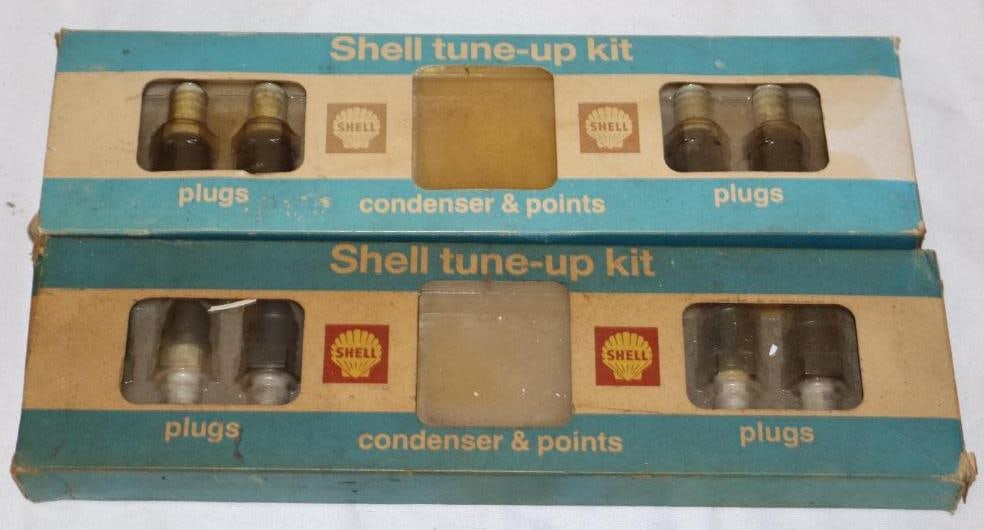 Shell tune-up kit
SHELL
SHELL
plugs
condenser & points
plugs
Shell tune-up kit
SHELL
SHELL
plugs
condenser & points
plugs